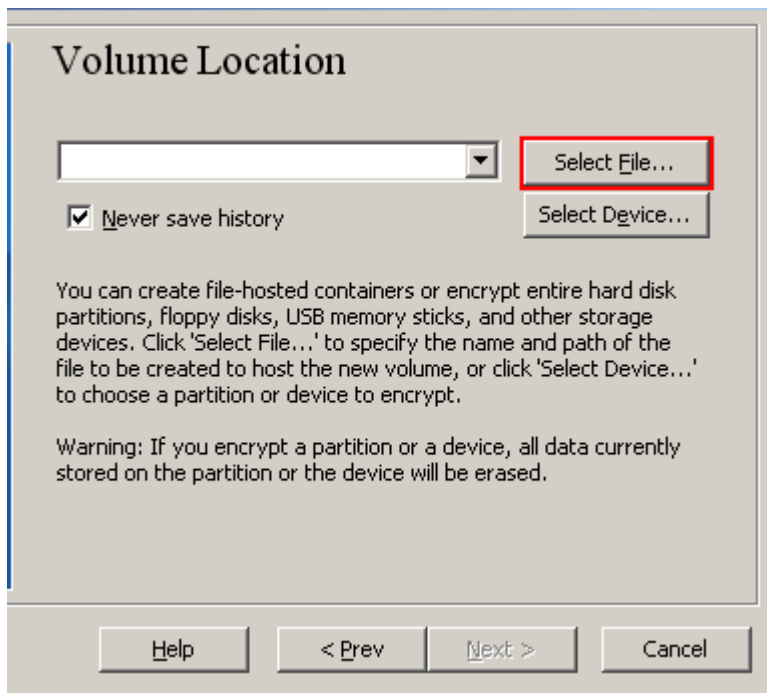 Volume Location
Select File...
Never save history
Select Device...
You can create file-hosted containers or encrypt entire hard disk
partitions, floppy disks, USB memory sticks, and other storage
devices. Click 'Select File...' to specify the name and path of the
file to be created to host the new volume, or click 'Select Device...'
to choose a partition or device to encrypt.
Warning: If you encrypt a partition or a device, all data currently
stored on the partition or the device will be erased.
Help
< Prev
Next >
Cancel